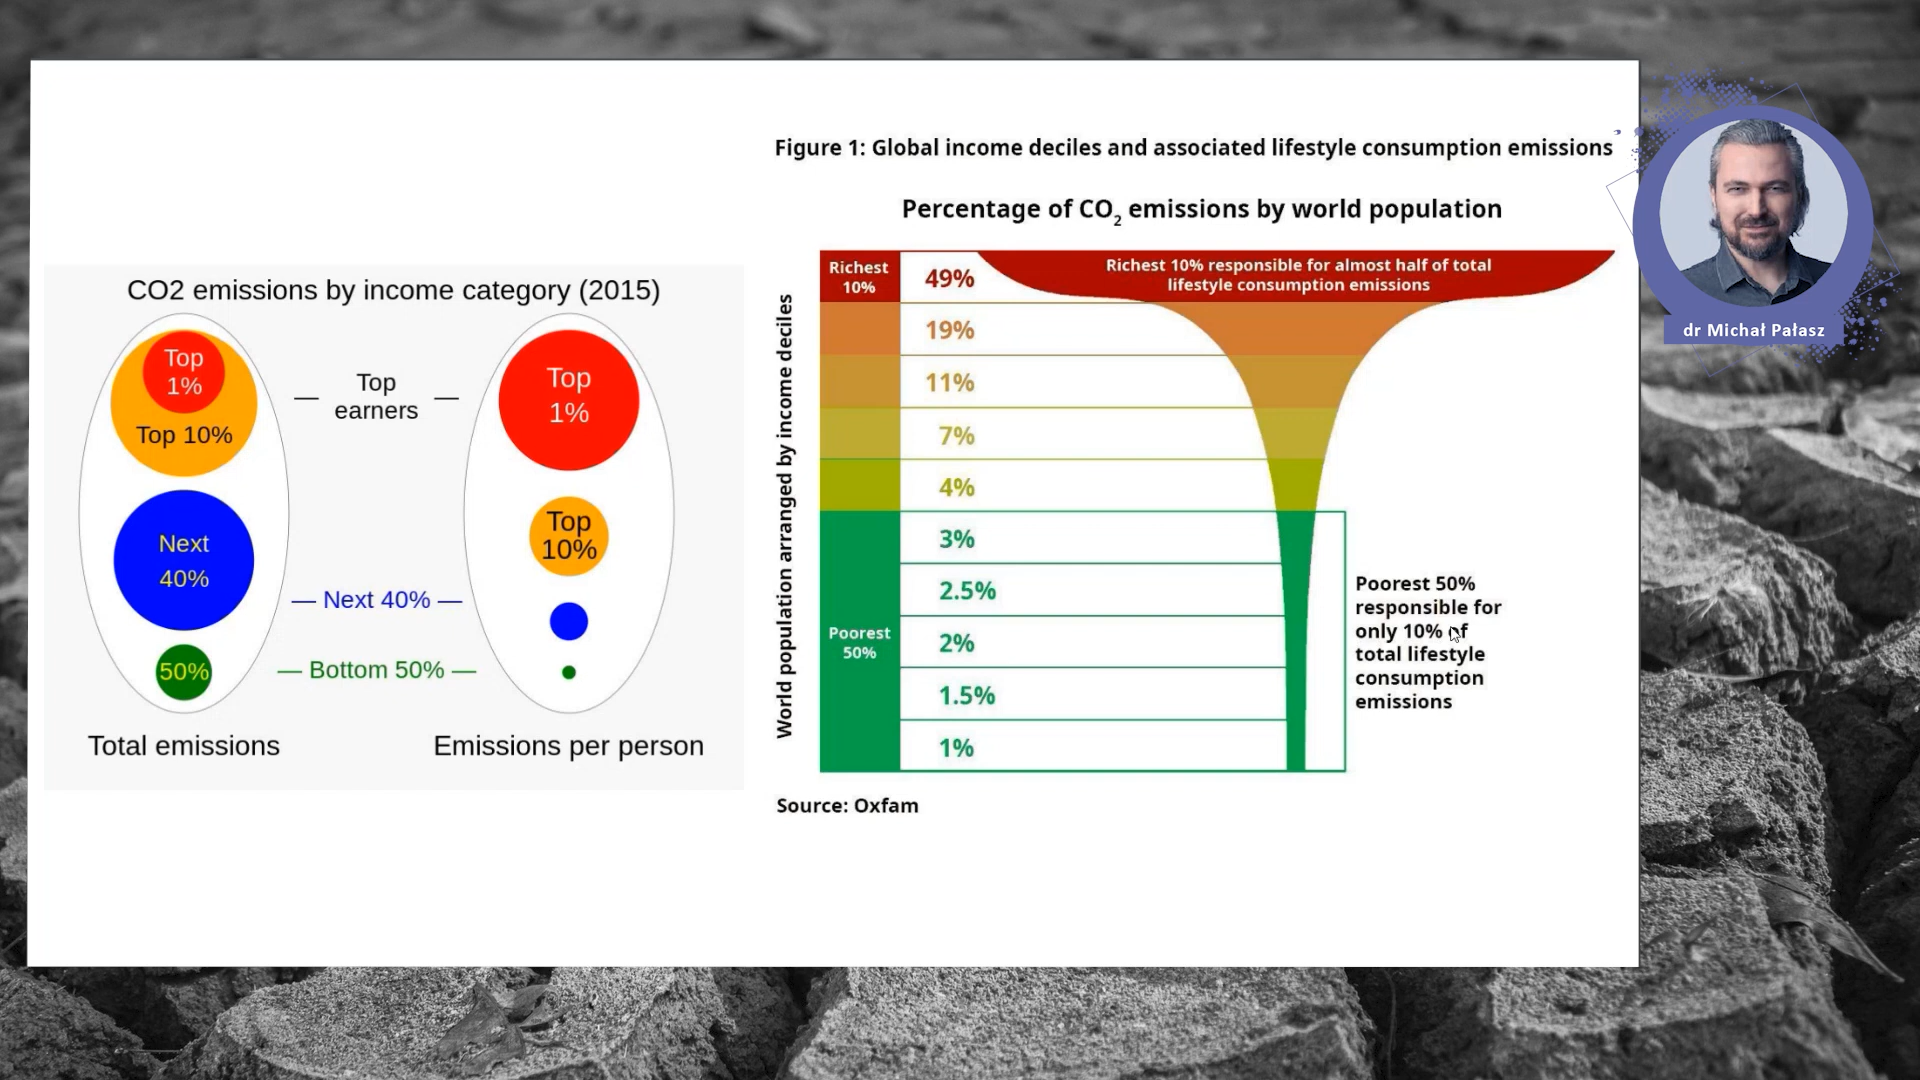 Figure 1: Global income deciles and associated lifestyle consumption emissions
Percentage of CO₂ emissions by world population
CO2 emissions by income category (2015)
Top
1%
Top 10%
Next
40%
50%
Total emissions
Top
earners
Next 40%
Bottom 50%
Top
1%
Top
10%
Emissions per person
World population arranged by income deciles
Richest
10%
49%
Richest 10% responsible for almost half of total
lifestyle consumption emissions
19%
11%
7%
4%
3%
2.5%
2%
1.5%
1%
Poorest
50%
Poorest 50%
responsible for
only 10% of
total lifestyle
consumption
emissions
Source: Oxfam
dr Michał Pałasz